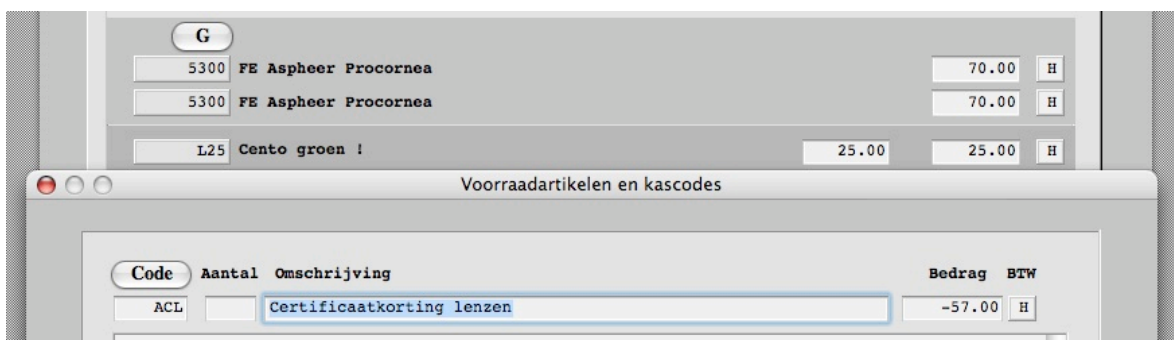 G
5300 FE Aspheer Procornea 70.00 H
5300 FE Aspheer Procornea 70.00 H
L25 Cento groen ! 25.00 25.00 H
Voorraadartikelen en kascodes
Code Aantal Omschrijving Bedrag BTW
ACL Certificaatkorting lenzen -57.00 H